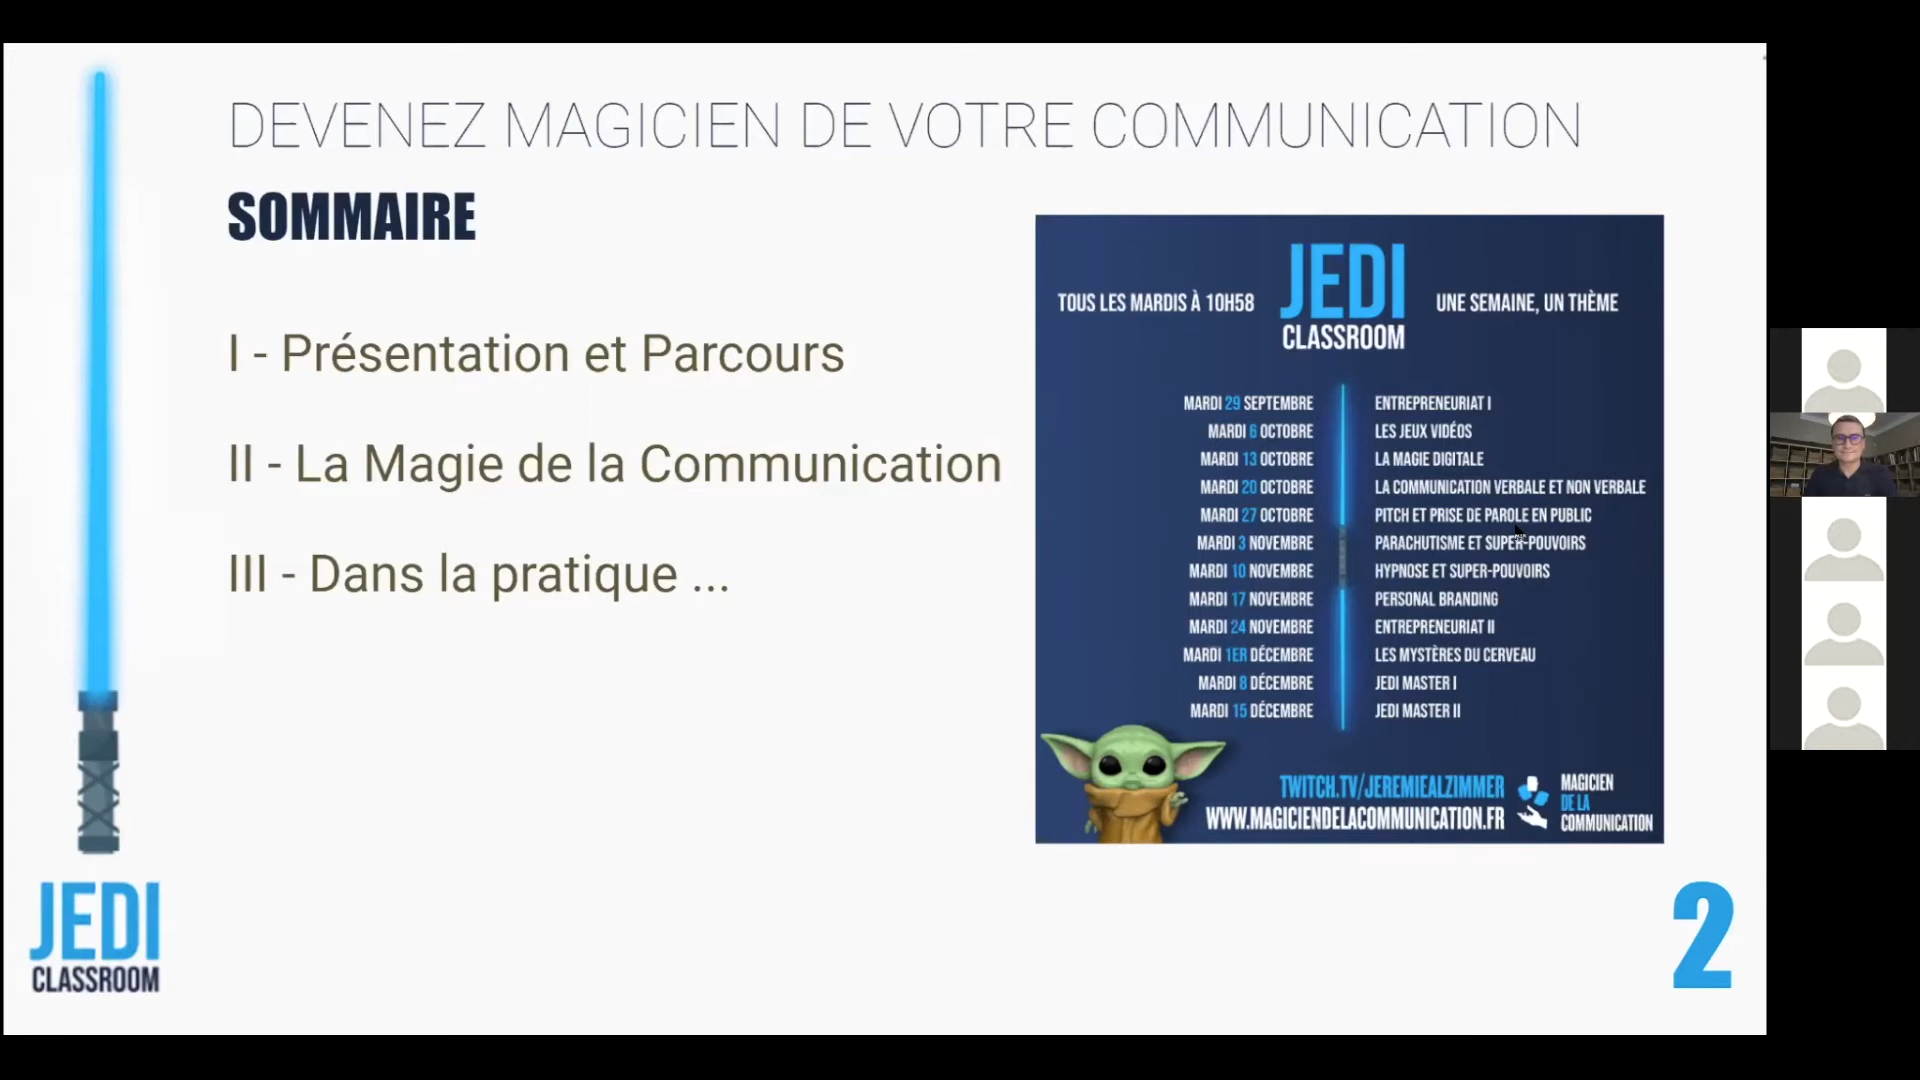 DEVENEZ MAGICIEN DE VOTRE COMMUNICATION
SOMMAIRE
I - Présentation et Parcours
II - La Magie de la Communication
III - Dans la pratique ...
TOUS LES MARDIS À 10H58
JEDI
CLASSROOM
UNE SEMAINE, UN THÈME
MARDI 29 SEPTEMBRE ENTREPRENEURIAT I
MARDI 6 OCTOBRE LES JEUX VIDÉOS
MARDI 13 OCTOBRE LA MAGIE DIGITALE
MARDI 20 OCTOBRE LA COMMUNICATION VERBALE ET NON VERBALE
MARDI 27 OCTOBRE PITCH ET PRISE DE PAROLE EN PUBLIC
MARDI 3 NOVEMBRE PARACHUTISME ET SUPER-POUVOIRS
MARDI 10 NOVEMBRE HYPNOSE ET SUPER-POUVOIRS
MARDI 17 NOVEMBRE PERSONAL BRANDING
MARDI 24 NOVEMBRE ENTREPRENEURIAT II
MARDI 1ER DÉCEMBRE LES MYSTÈRES DU CERVEAU
MARDI 8 DÉCEMBRE JEDI MASTER I
MARDI 15 DÉCEMBRE JEDI MASTER II
TWITCH.TV/JEREMIEALZIMMER
WWW.MAGICIENDELACOMMUNICATION.FR
MAGICIEN
DE LA
COMMUNICATION
JEDI
CLASSROOM
2